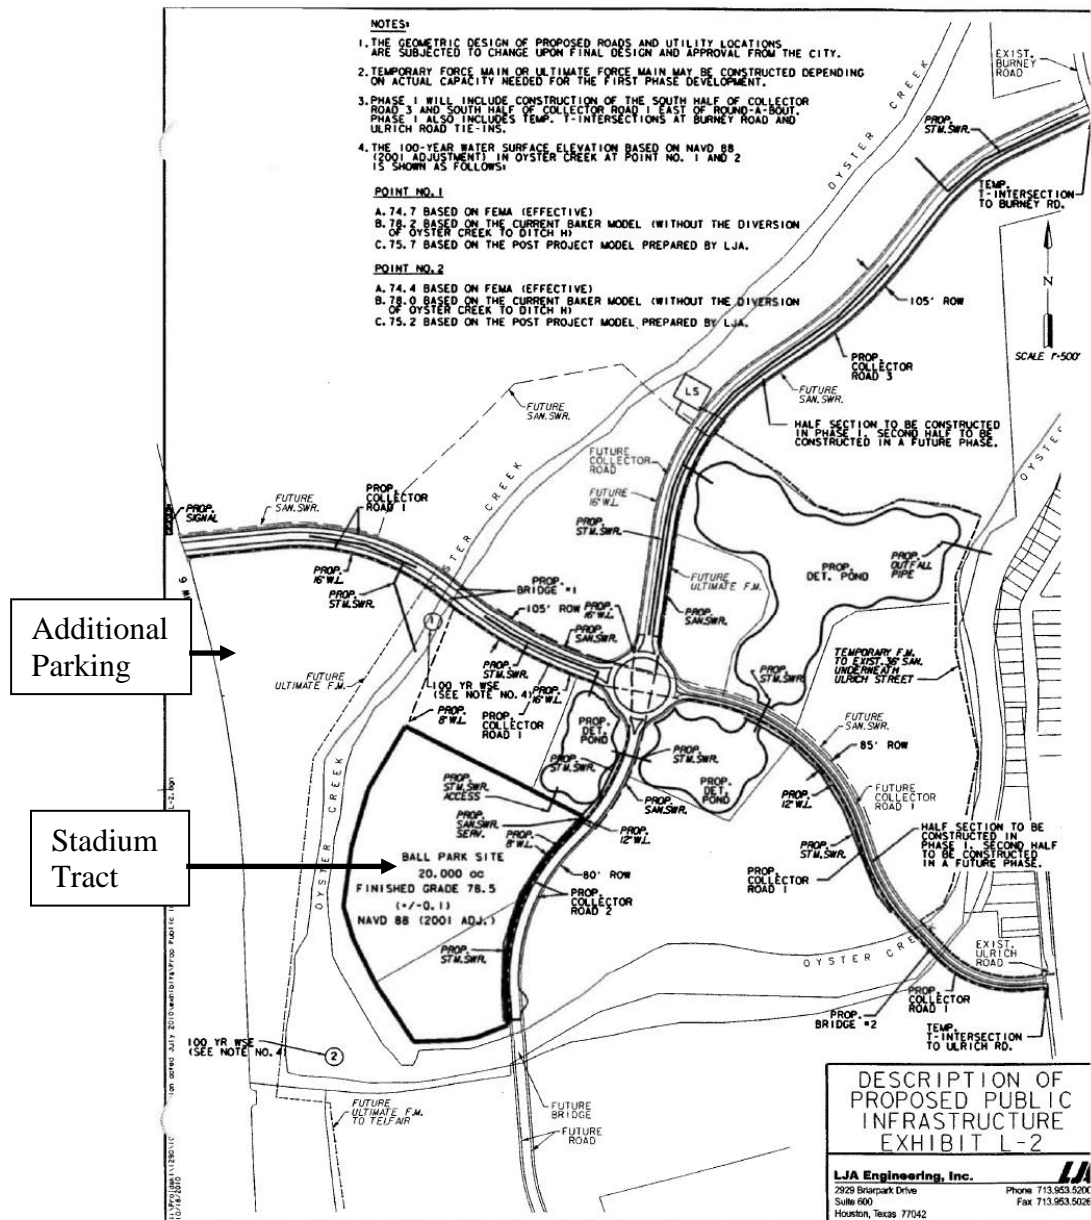 NOTES:
1. THE GEOMETRIC DESIGN OF PROPOSED ROADS AND UTILITY LOCATIONS
ARE SUBJECTED TO CHANGE UPON FINAL DESIGN AND APPROVAL FROM THE CITY.
2. TEMPORARY FORCE MAIN OR ULTIMATE FORCE MAIN MAY BE CONSTRUCTED DEPENDING
ON ACTUAL CAPACITY NEEDED FOR THE FIRST PHASE DEVELOPMENT.
3. PHASE I WILL INCLUDE CONSTRUCTION OF THE SOUTH HALF OF COLLECTOR
ROAD 3 AND SOUTH HALF OF COLLECTOR ROAD 1 EAST OF ROUND-A-BOUT.
PHASE I ALSO INCLUDES TEMP. T-INTERSECTIONS AT BURNEY ROAD AND
ULRICH ROAD TIE-INS.
4. THE 100-YEAR WATER SURFACE ELEVATION BASED ON NAVD 88
(2001 ADJUSTMENT) IN OYSTER CREEK AT POINT NO. 1 AND 2
IS SHOWN AS FOLLOWS:
POINT NO. 1
A. 74.7 BASED ON FEMA (EFFECTIVE)
B. 78.2 BASED ON THE CURRENT BAKER MODEL (WITHOUT THE DIVERSION
OF OYSTER CREEK TO DITCH H)
C. 75.7 BASED ON THE POST PROJECT MODEL PREPARED BY LJA.
POINT NO. 2
A. 74.4 BASED ON FEMA (EFFECTIVE)
B. 78.0 BASED ON THE CURRENT BAKER MODEL (WITHOUT THE DIVERSION
OF OYSTER CREEK TO DITCH H)
C. 75.2 BASED ON THE POST PROJECT MODEL PREPARED BY LJA.
OYSTER CREEK
EXIST.
BURNEY
ROAD
PROP.
STM.SWR.
TEMP.
T-INTERSECTION
TO BURNEY RD.
N
SCALE 1"=500'
105' ROW
PROP.
COLLECTOR
ROAD 3
FUTURE
SAN.SWR.
HALF SECTION TO BE CONSTRUCTED
IN PHASE I. SECOND HALF TO BE
CONSTRUCTED IN A FUTURE PHASE.
LS
FUTURE
SAN.SWR.
FUTURE
COLLECTOR
ROAD
FUTURE
16" W.L.
PROP.
STM.SWR.
OYSTER
OYSTER CREEK
PROP.
SIGNAL
FUTURE
SAN.SWR.
PROP.
COLLECTOR
ROAD 1
PROP.
16" W.L.
PROP.
STM.SWR.
PROP.
BRIDGE #1
105' ROW
PROP.
16" W.L.
PROP.
SAN.SWR.
FUTURE
ULTIMATE F.M.
PROP.
SAN.SWR.
PROP.
DET. POND
PROP.
OUTFALL
PIPE
6
Additional
Parking
1
100 YR WSE
(SEE NOTE NO. 4)
FUTURE
ULTIMATE F.M.
PROP.
8" W.L.
PROP.
STM.SWR.
PROP.
16" W.L.
PROP.
COLLECTOR
ROAD 1
TEMPORARY F.M.
TO EXIST. 36" SAN.
UNDERNEATH
ULRICH STREET
PROP.
STM.SWR.
FUTURE
SAN.SWR.
85' ROW
FUTURE
COLLECTOR
ROAD 1
PROP.
DET.
POND
PROP.
STM.SWR.
PROP.
STM.SWR.
PROP.
DET.
POND
PROP.
STM.SWR.
ACCESS
PROP.
SAN.SWR.
SERV.
PROP.
8" W.L.
PROP.
SAN.SWR.
PROP.
12" W.L.
PROP.
12" W.L.
PROP.
STM.SWR.
HALF SECTION TO BE
CONSTRUCTED IN
PHASE I. SECOND HALF
TO BE CONSTRUCTED
IN A FUTURE PHASE.
PROP.
COLLECTOR
ROAD 1
Stadium
Tract
OYSTER CREEK
BALL PARK SITE
20.000 ac
FINISHED GRADE 78.5
(+/-0.1)
NAVD 88 (2001 ADJ.)
80' ROW
PROP.
COLLECTOR
ROAD 2
PROP.
STM.SWR.
OYSTER CREEK
EXIST.
ULRICH
ROAD
PROP.
BRIDGE #2
PROP.
COLLECTOR
ROAD 1
TEMP.
T-INTERSECTION
TO ULRICH RD.
100 YR WSE
(SEE NOTE NO. 4)
2
FUTURE
ULTIMATE F.M.
TO TELFAIR
FUTURE
BRIDGE
FUTURE
ROAD
DESCRIPTION OF
PROPOSED PUBLIC
INFRASTRUCTURE
EXHIBIT L-2
LJA Engineering, Inc.
LJA
2929 Briarpark Drive
Suite 600
Houston, Texas 77042
Phone 713.953.5200
Fax 713.953.5026